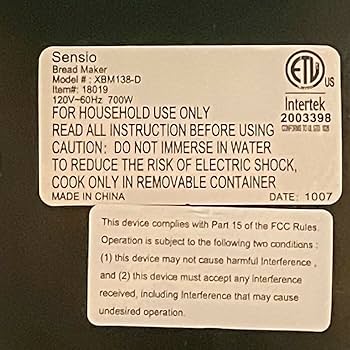 Sensio
Bread Maker
Model # : XBM138-D
Item#: 18019
120V~60Hz 700W
FOR HOUSEHOLD USE ONLY
READ ALL INSTRUCTION BEFORE USING
CAUTION: DO NOT IMMERSE IN WATER
TO REDUCE THE RISK OF ELECTRIC SHOCK,
COOK ONLY IN REMOVABLE CONTAINER
MADE IN CHINA
DATE: 1007
ETL
US
Intertek
2003398
CONFORMS TO UL STD.
This device complies with Part 15 of the FCC Rules.
Operation is subject to the following two conditions :
(1) this device may not cause harmful Interference ,
and (2) this device must accept any interference
received, including Interference that may cause
undesired operation.